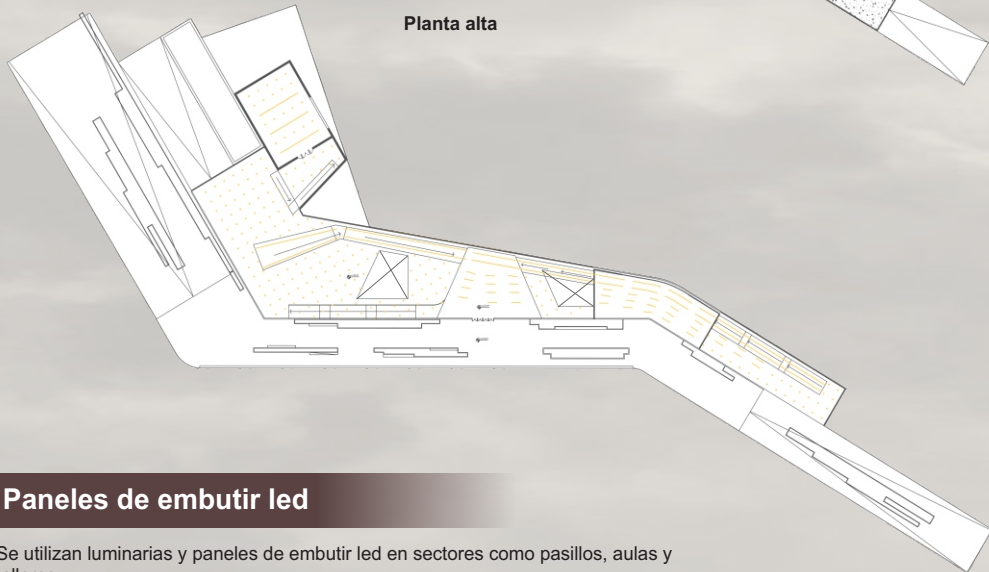 Planta alta
Paneles de embutir led
Se utilizan luminarias y paneles de embutir led en sectores como pasillos, aulas y